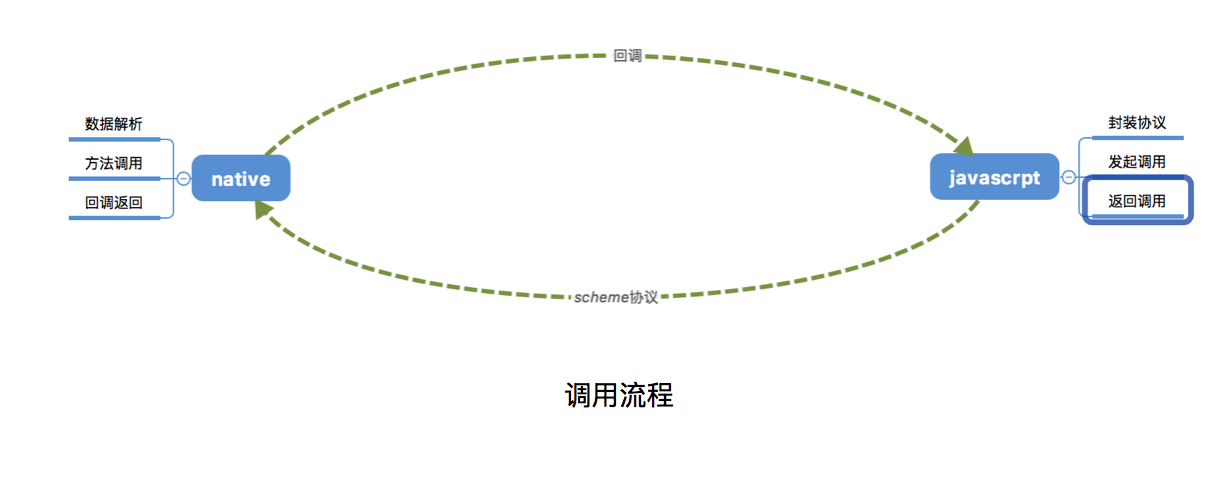 回调
数据解析
方法调用
回调返回
native
javascrpt
封装协议
发起调用
返回调用
scheme协议
调用流程